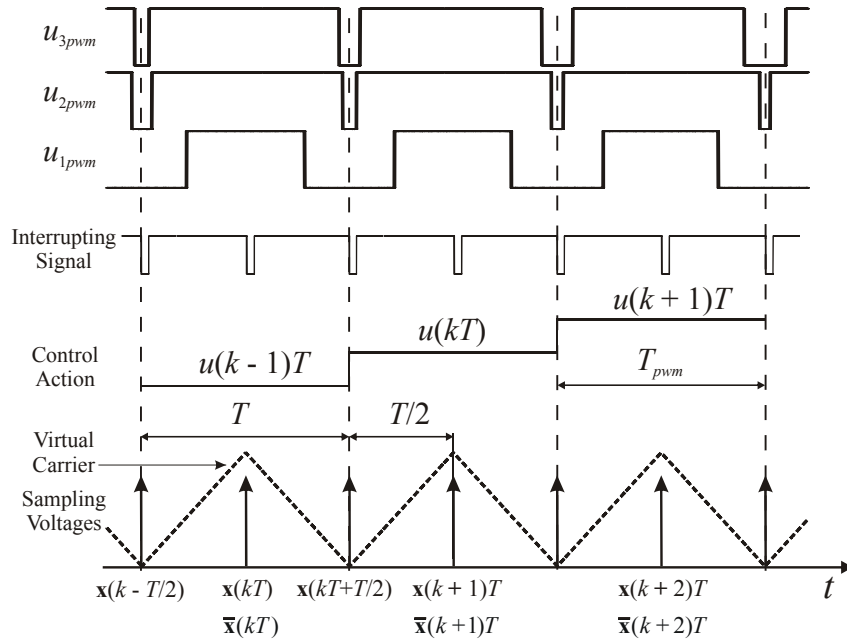 u3pwm
u2pwm
u1pwm
Interrupting
Signal
Control
Action
u(k - 1)T
u(kT)
u(k + 1)T
Tpwm
T
T/2
Virtual
Carrier
Sampling
Voltages
x(k - T/2)
x(kT)
x(kT+T/2)
x(k + 1)T
x(k + 2)T
t
x̄(kT)
x̄(k +1)T
x̄(k + 2)T